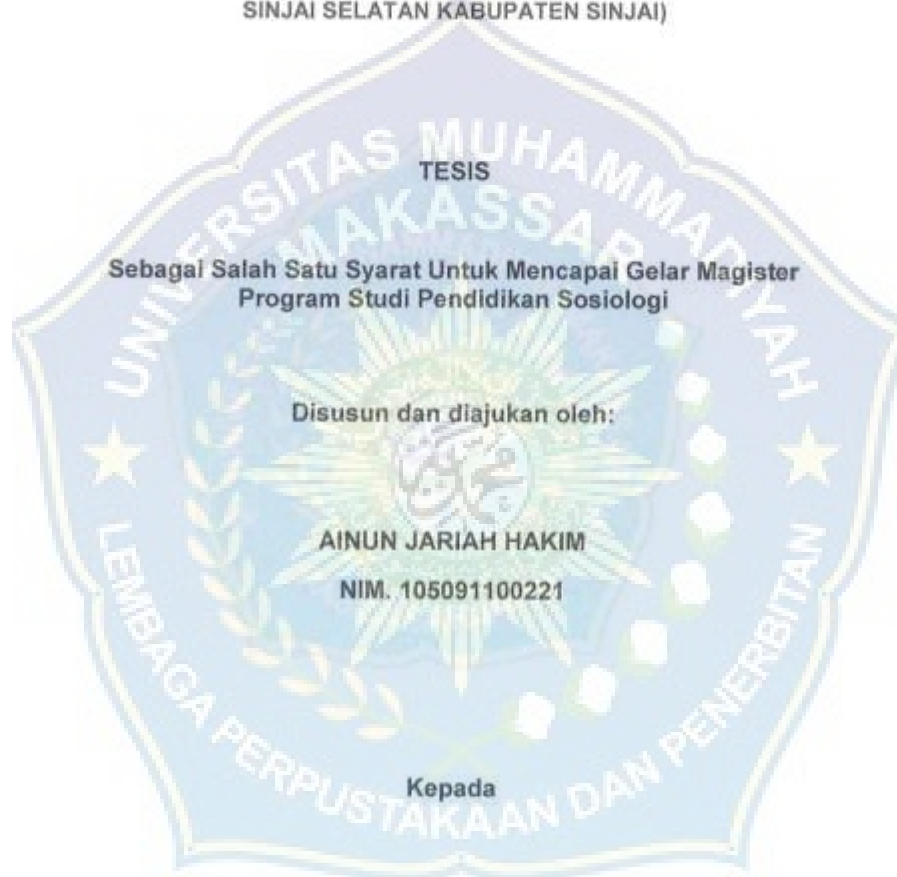 SINJAI SELATAN KABUPATEN SINJAI)
UNIVERSITAS MUHAMMADIYAH
MAKASSAR
TESIS
Sebagai Salah Satu Syarat Untuk Mencapai Gelar Magister
Program Studi Pendidikan Sosiologi
Disusun dan diajukan oleh:
AINUN JARIAH HAKIM
NIM. 105091100221
Kepada
LEMBAGA PERPUSTAKAAN DAN PENERBITAN